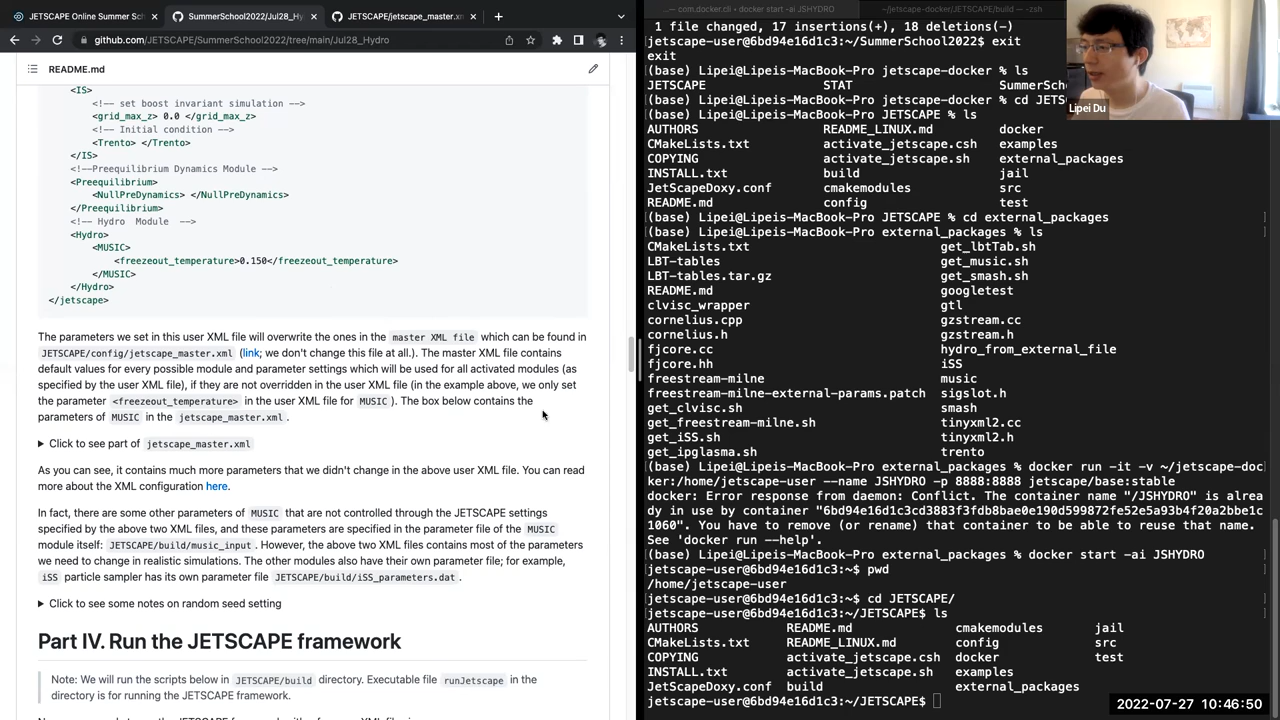 JETSCAPE Online Summer Sch
SummerSchool2022/Jul28_Hy
JETSCAPE/jetscape_master.xm
github.com/JETSCAPE/SummerSchool2022/tree/main/Jul28_Hydro
README.md
<IS>
<!-- set boost invariant simulation -->
<grid_max_z> 0.0 </grid_max_z>
<!-- Initial condition -->
<Trento> </Trento>
</IS>
<!--Preequilibrium Dynamics Module -->
<Preequilibrium>
<NullPreDynamics> </NullPreDynamics>
</Preequilibrium>
<!-- Hydro Module -->
<Hydro>
<MUSIC>
<freezeout_temperature>0.150</freezeout_temperature>
</MUSIC>
</Hydro>
</jetscape>
The parameters we set in this user XML file will overwrite the ones in the master XML file which can be found in
JETSCAPE/config/jetscape_master.xml (link; we don't change this file at all.). The master XML file contains
default values for every possible module and parameter settings which will be used for all activated modules (as
specified by the user XML file), if they are not overridden in the user XML file (in the example above, we only set
the parameter <freezeout_temperature> in the user XML file for MUSIC). The box below contains the
parameters of MUSIC in the jetscape_master.xml.
Click to see part of jetscape_master.xml
As you can see, it contains much more parameters that we didn't change in the above user XML file. You can read
more about the XML configuration here.
In fact, there are some other parameters of MUSIC that are not controlled through the JETSCAPE settings
specified by the above two XML files, and these parameters are specified in the parameter file of the MUSIC
module itself: JETSCAPE/build/music_input. However, the above two XML files contains most of the parameters
we need to change in realistic simulations. The other modules also have their own parameter file; for example,
iSS particle sampler has its own parameter file JETSCAPE/build/iSS_parameters.dat.
Click to see some notes on random seed setting
Part IV. Run the JETSCAPE framework
Note: We will run the scripts below in JETSCAPE/build directory. Executable file runJetscape in the
directory is for running the JETSCAPE framework.
... — com.docker.cli • docker start -ai JSHYDRO
~/jetscape-docker/JETSCAPE/build — -zsh
1 file changed, 17 insertions(+), 18 deletions(-)
jetscape-user@6bd94e16d1c3:~/SummerSchool2022$ exit
exit
(base) Lipei@Lipeis-MacBook-Pro jetscape-docker % ls
JETSCAPE STAT SummerSch
(base) Lipei@Lipeis-MacBook-Pro jetscape-docker % cd JETS
(base) Lipei@Lipeis-MacBook-Pro JETSCAPE % ls
AUTHORS README_LINUX.md docker
CMakeLists.txt activate_jetscape.csh examples
COPYING activate_jetscape.sh external_packages
INSTALL.txt build jail
JetScapeDoxy.conf cmakemodules src
README.md config test
(base) Lipei@Lipeis-MacBook-Pro JETSCAPE % cd external_packages
(base) Lipei@Lipeis-MacBook-Pro external_packages % ls
CMakeLists.txt get_lbtTab.sh
LBT-tables get_music.sh
LBT-tables.tar.gz get_smash.sh
README.md googletest
clvisc_wrapper gtl
cornelius.cpp gzstream.cc
cornelius.h gzstream.h
fjcore.cc hydro_from_external_file
fjcore.hh iSS
freestream-milne music
freestream-milne-external-params.patch sigslot.h
get_clvisc.sh smash
get_freestream-milne.sh tinyxml2.cc
get_iSS.sh tinyxml2.h
get_ipglasma.sh trento
(base) Lipei@Lipeis-MacBook-Pro external_packages % docker run -it -v ~/jetscape-doc
ker:/home/jetscape-user --name JSHYDRO -p 8888:8888 jetscape/base:stable
docker: Error response from daemon: Conflict. The container name "/JSHYDRO" is alrea
dy in use by container "6bd94e16d1c3cd3883f3fdb8bae0e190d599872fe52e5a93b4f20a2bbe1c
1060". You have to remove (or rename) that container to be able to reuse that name.
See 'docker run --help'.
(base) Lipei@Lipeis-MacBook-Pro external_packages % docker start -ai JSHYDRO
jetscape-user@6bd94e16d1c3:~$ pwd
/home/jetscape-user
jetscape-user@6bd94e16d1c3:~$ cd JETSCAPE/
jetscape-user@6bd94e16d1c3:~/JETSCAPE$ ls
AUTHORS README.md cmakemodules jail
CMakeLists.txt README_LINUX.md config src
COPYING activate_jetscape.csh docker test
INSTALL.txt activate_jetscape.sh examples
JetScapeDoxy.conf build external_packages
jetscape-user@6bd94e16d1c3:~/JETSCAPE$
Lipei Du
2022-07-27 10:46:50